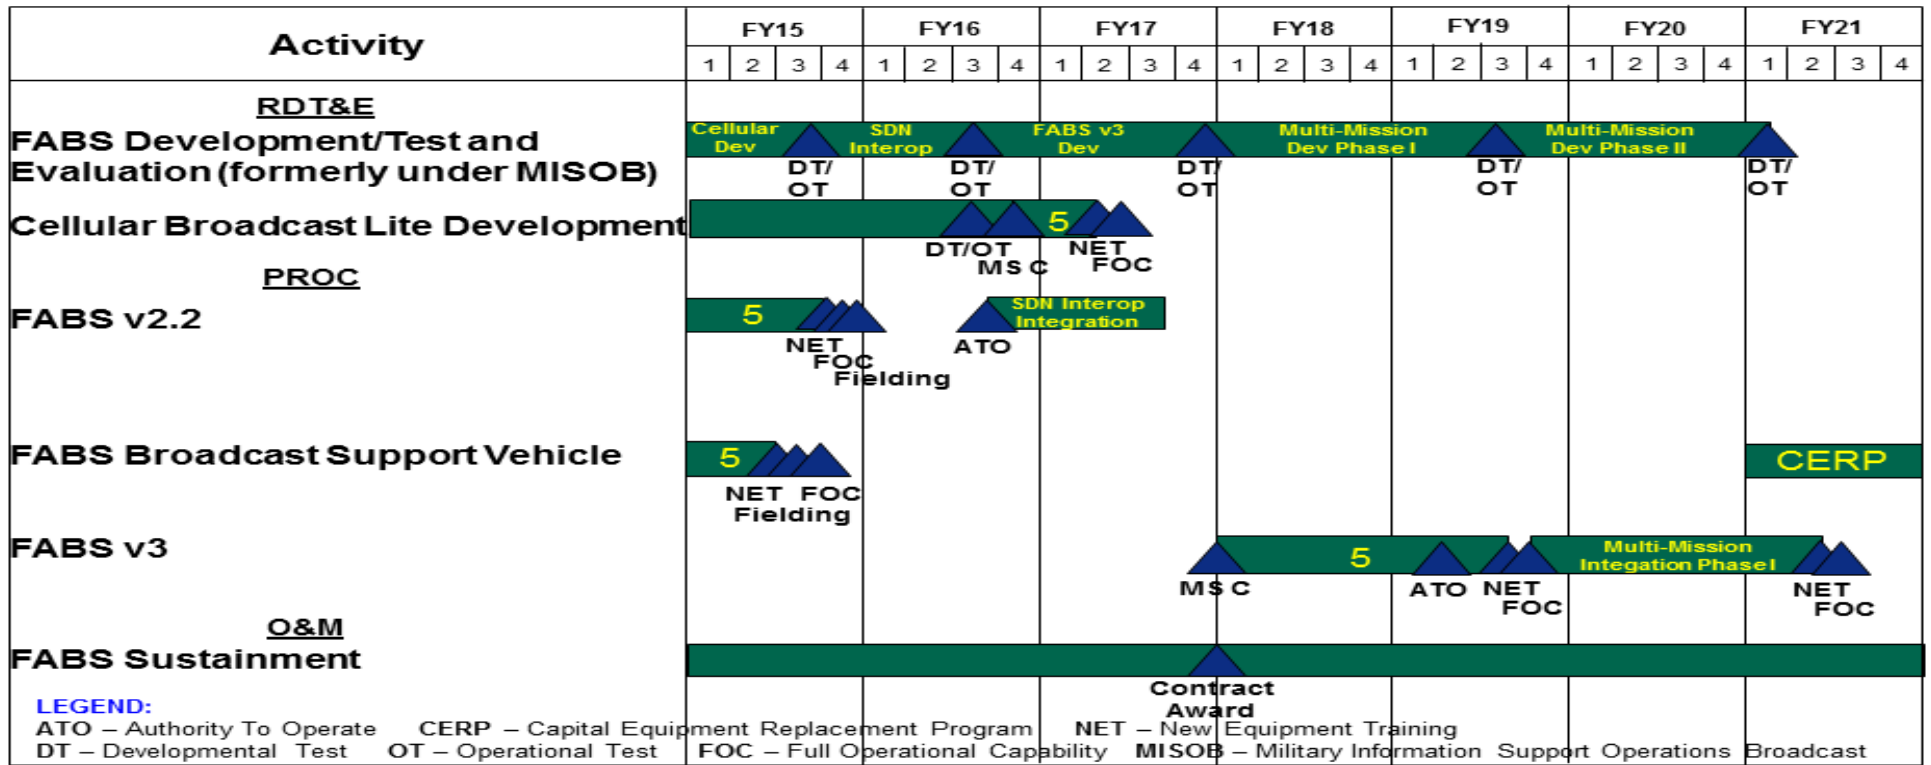 Activity
FY15 FY16 FY17 FY18 FY19 FY20 FY21
1 2 3 4 1 2 3 4 1 2 3 4 1 2 3 4 1 2 3 4 1 2 3 4 1 2 3 4
RDT&E
FABS Development/Test and
Evaluation (formerly under MISOB)
Cellular
Dev
SDN
Interop
FABS v3
Dev
Multi-Mission
Dev Phase I
Multi-Mission
Dev Phase II
DT/
OT
DT/
OT
DT/
OT
DT/
OT
DT/
OT
Cellular Broadcast Lite Development
5
DT/OT
MS C
NET
FOC
PROC
FABS v2.2
5
NET
FOC
Fielding
ATO
SDN Interop
Integration
FABS Broadcast Support Vehicle
5
NET FOC
Fielding
CERP
FABS v3
MS C
5
ATO
NET
FOC
Multi-Mission
Integation Phase I
NET
FOC
O&M
FABS Sustainment
Contract
Award
LEGEND:
ATO – Authority To Operate CERP – Capital Equipment Replacement Program NET – New Equipment Training
DT – Developmental Test OT – Operational Test FOC – Full Operational Capability MISOB – Military Information Support Operations Broadcast